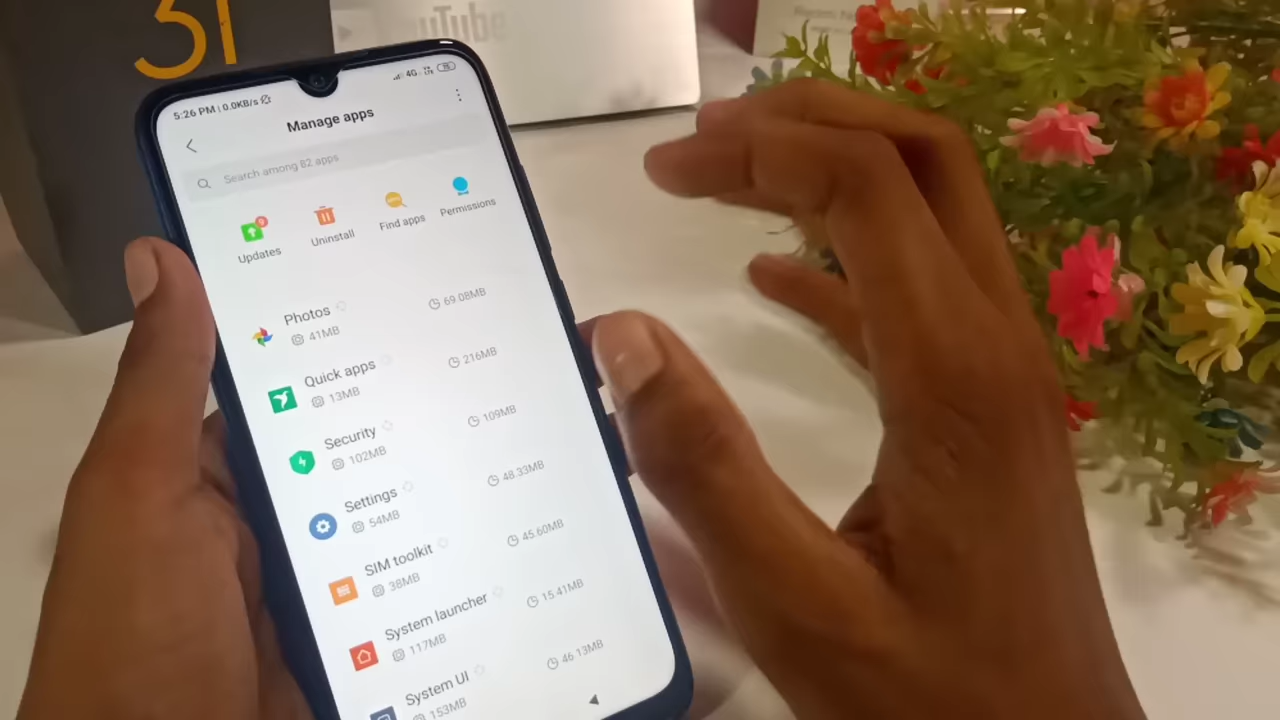 31
YouTube
5:26 PM | 0.0KB/s
4G
Manage apps
Search among 82 apps
Updates
Uninstall
Find apps
Permissions
Photos
41MB
69.08MB
Quick apps
13MB
216MB
Security
102MB
109MB
Settings
54MB
48.33MB
SIM toolkit
38MB
45.60MB
System launcher
117MB
15.41MB
System UI
153MB
46.13MB